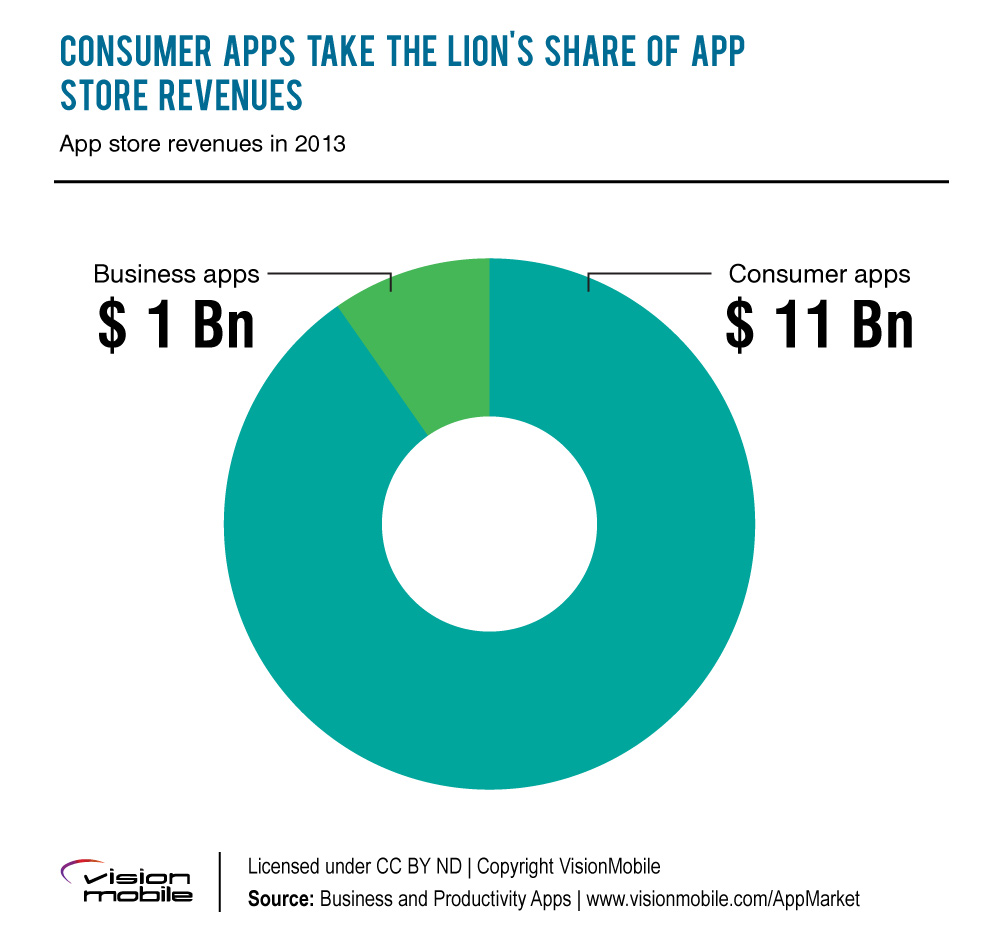 CONSUMER APPS TAKE THE LION'S SHARE OF APP
STORE REVENUES
App store revenues in 2013
Business apps
$ 1 Bn
Consumer apps
$ 11 Bn
vision
mobile
Licensed under CC BY ND | Copyright VisionMobile
Source: Business and Productivity Apps | www.visionmobile.com/AppMarket